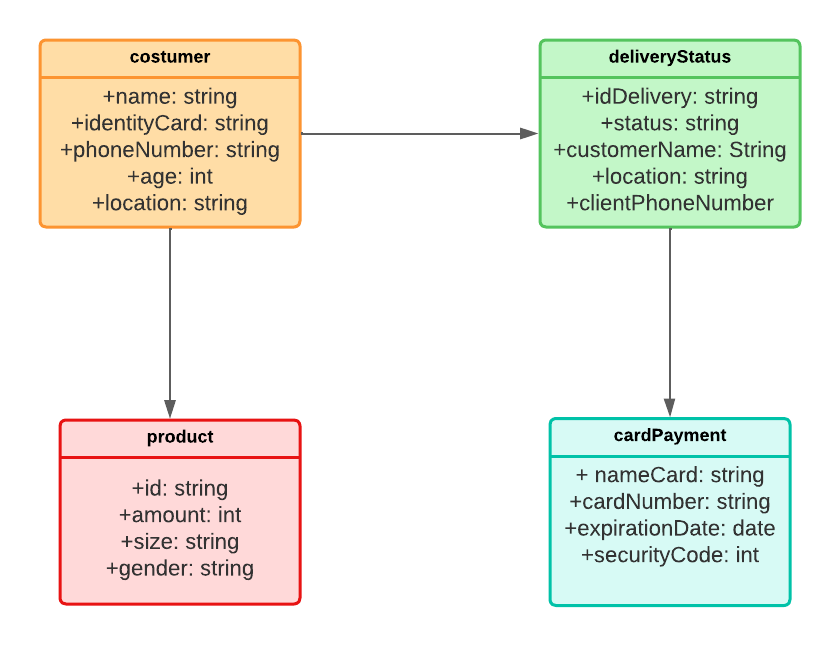 costumer
+name: string
+identityCard: string
+phoneNumber: string
+age: int
+location: string
deliveryStatus
+idDelivery: string
+status: string
+customerName: String
+location: string
+clientPhoneNumber
product
+id: string
+amount: int
+size: string
+gender: string
cardPayment
+ nameCard: string
+cardNumber: string
+expirationDate: date
+securityCode: int